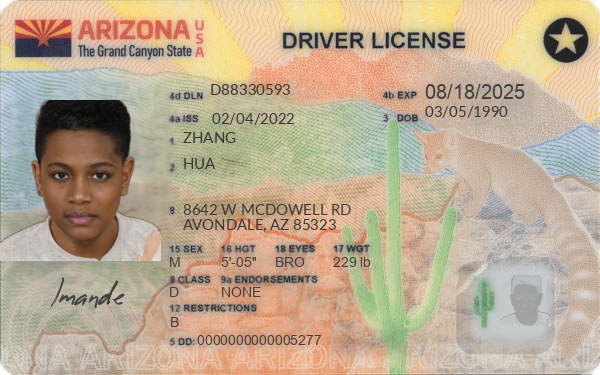 ARIZONA USA
The Grand Canyon State
DRIVER LICENSE
4d DLN D88330593
4b EXP 08/18/2025
4a ISS 02/04/2022
3 DOB 03/05/1990
1 ZHANG
2 HUA
8 8642 W MCDOWELL RD
AVONDALE, AZ 85323
15 SEX 16 HGT 18 EYES 17 WGT
M 5'-05" BRO 229 lb
9 CLASS 9a ENDORSEMENTS
D NONE
12 RESTRICTIONS
B
5 DD: 0000000000005277
Imande
ARIZONA ARIZONA ARIZONA ARIZONA